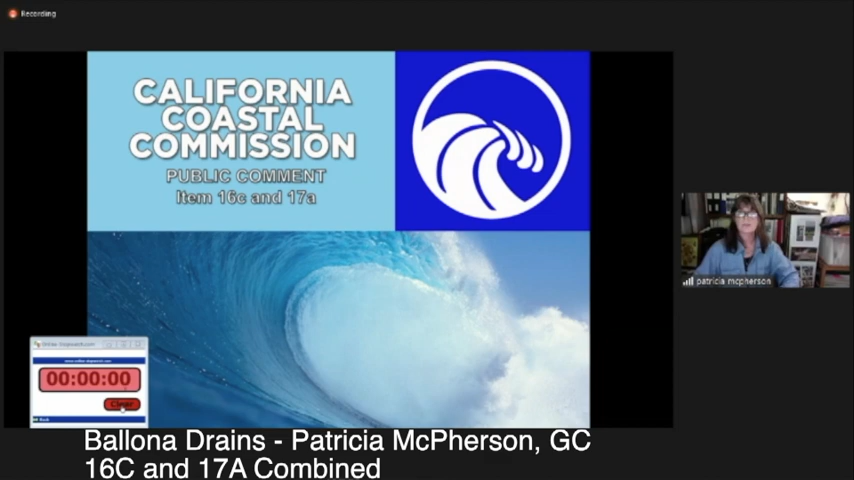 Recording
CALIFORNIA
COASTAL
COMMISSION
PUBLIC COMMENT
Item 16c and 17a
patricia mcpherson
00:00:00
Clear
Back
Ballona Drains - Patricia McPherson, GC
16C and 17A Combined